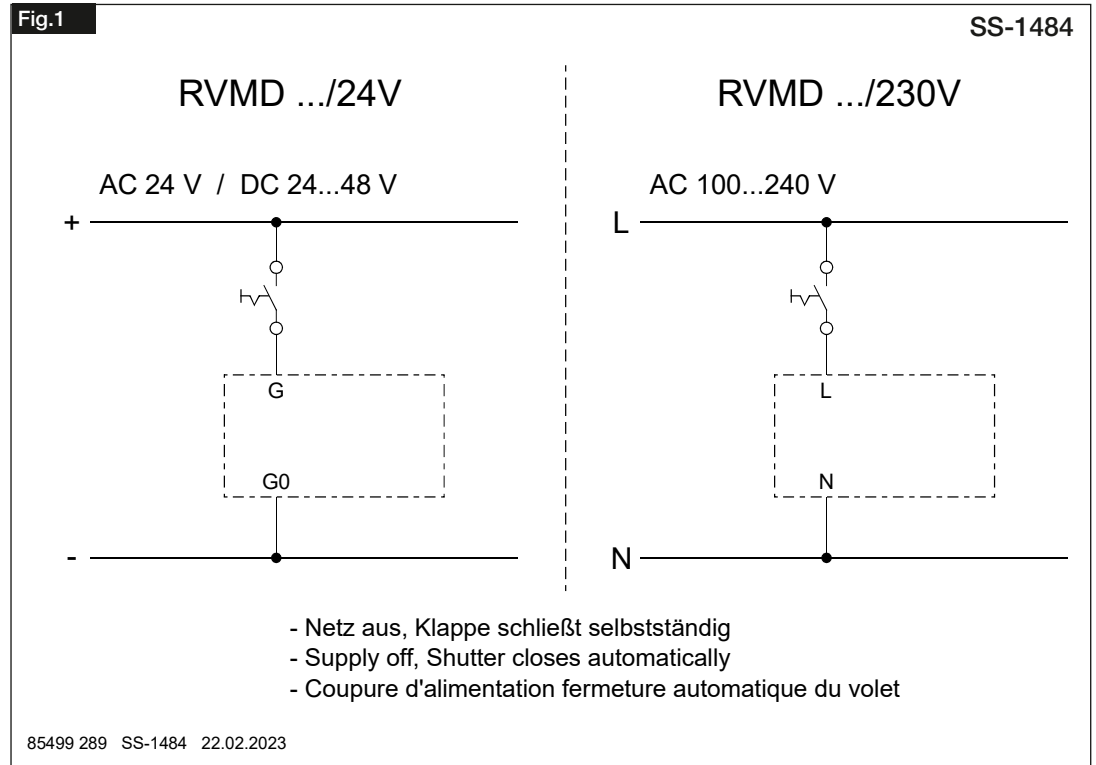 Fig.1
SS-1484
RVMD .../24V
RVMD .../230V
AC 24 V / DC 24...48 V
AC 100...240 V
+
L
G
L
G0
N
-
N
- Netz aus, Klappe schließt selbstständig
- Supply off, Shutter closes automatically
- Coupure d'alimentation fermeture automatique du volet
85499 289 SS-1484 22.02.2023